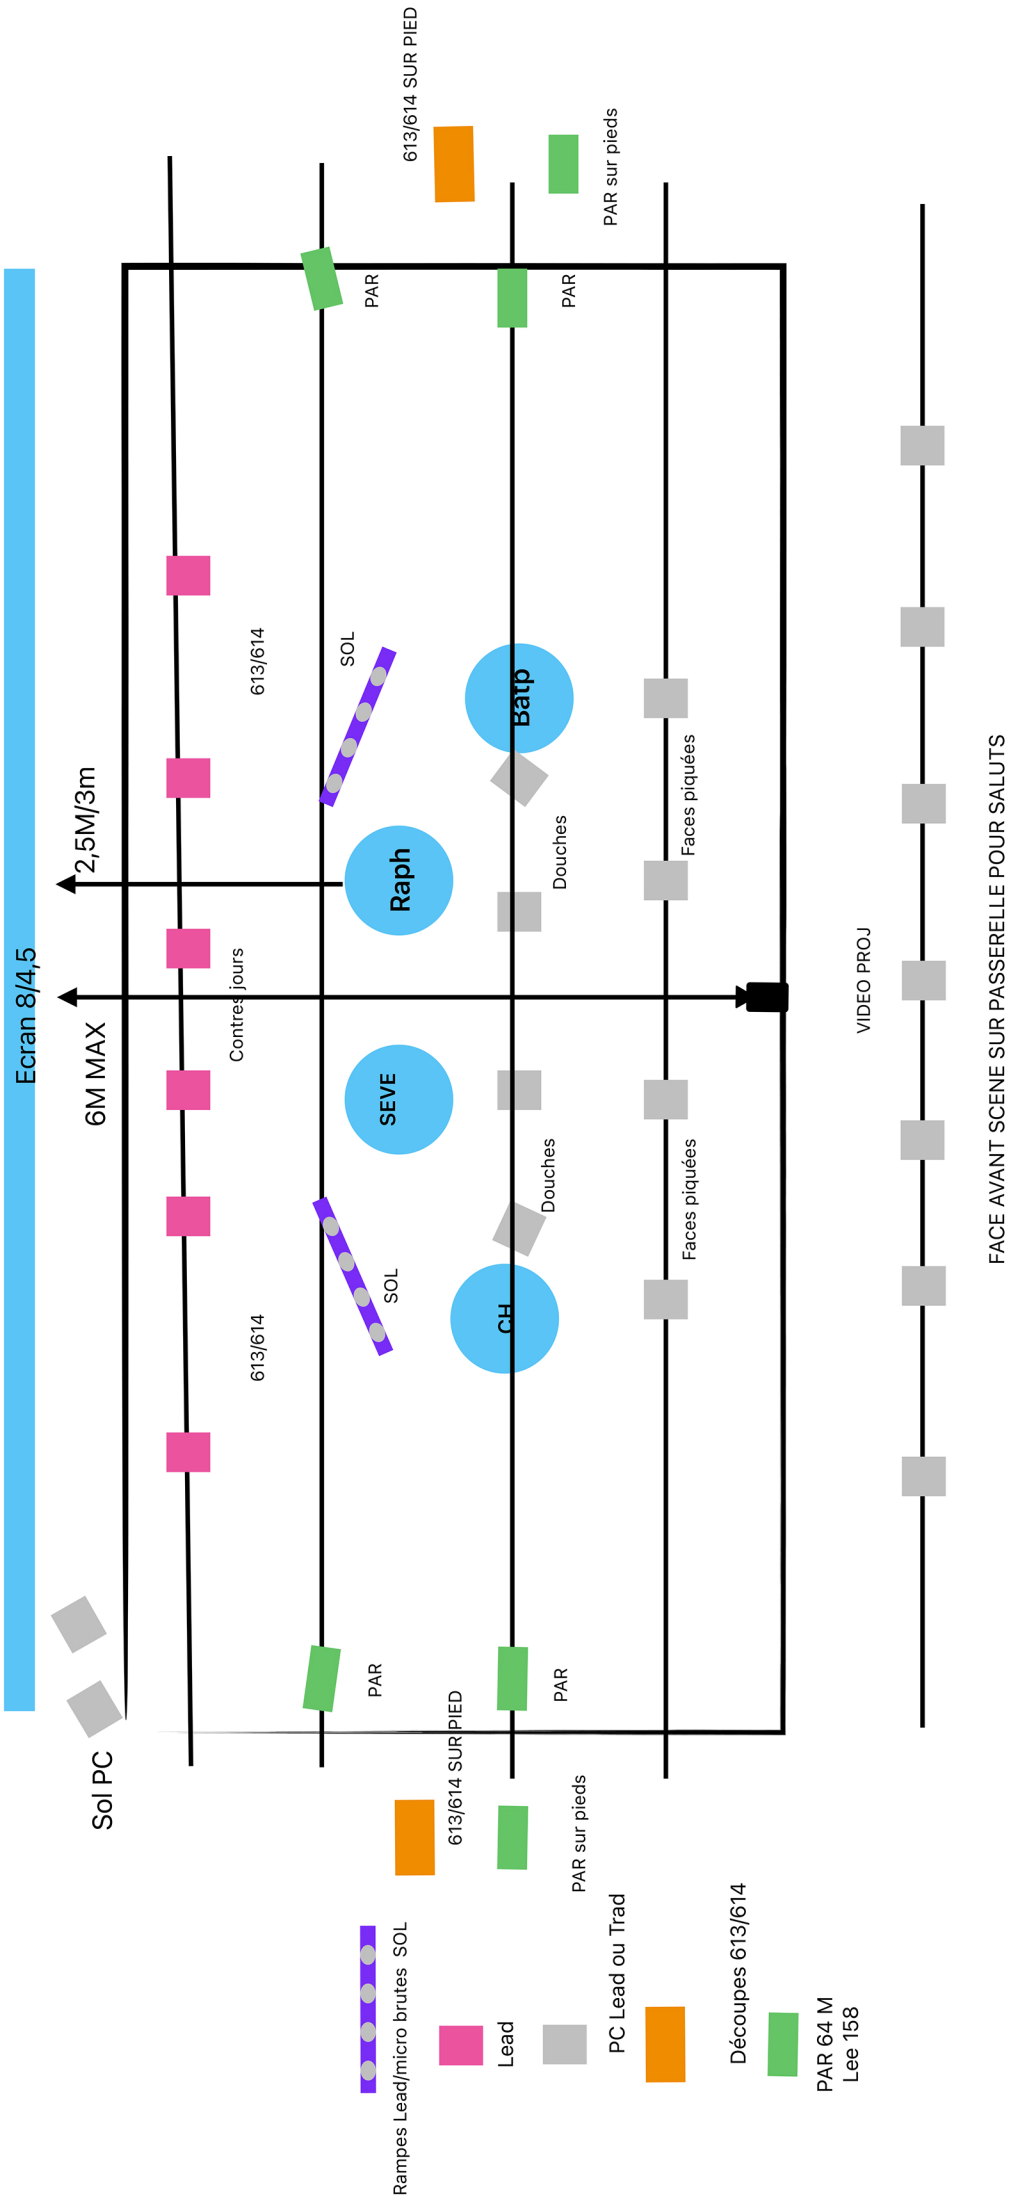 Ecran 8/4,5
6M MAX
2,5M/3m
Sol PC
Contres jours
613/614
613/614
SOL
SOL
CH
SEVE
Raph
Batp
Douches
Douches
Faces piquées
Faces piquées
PAR
PAR
PAR
PAR
613/614 SUR PIED
PAR sur pieds
613/614 SUR PIED
PAR sur pieds
VIDEO PROJ
FACE AVANT SCENE SUR PASSERELLE POUR SALUTS
Rampes Lead/micro brutes SOL
Lead
PC Lead ou Trad
Découpes 613/614
PAR 64 M
Lee 158